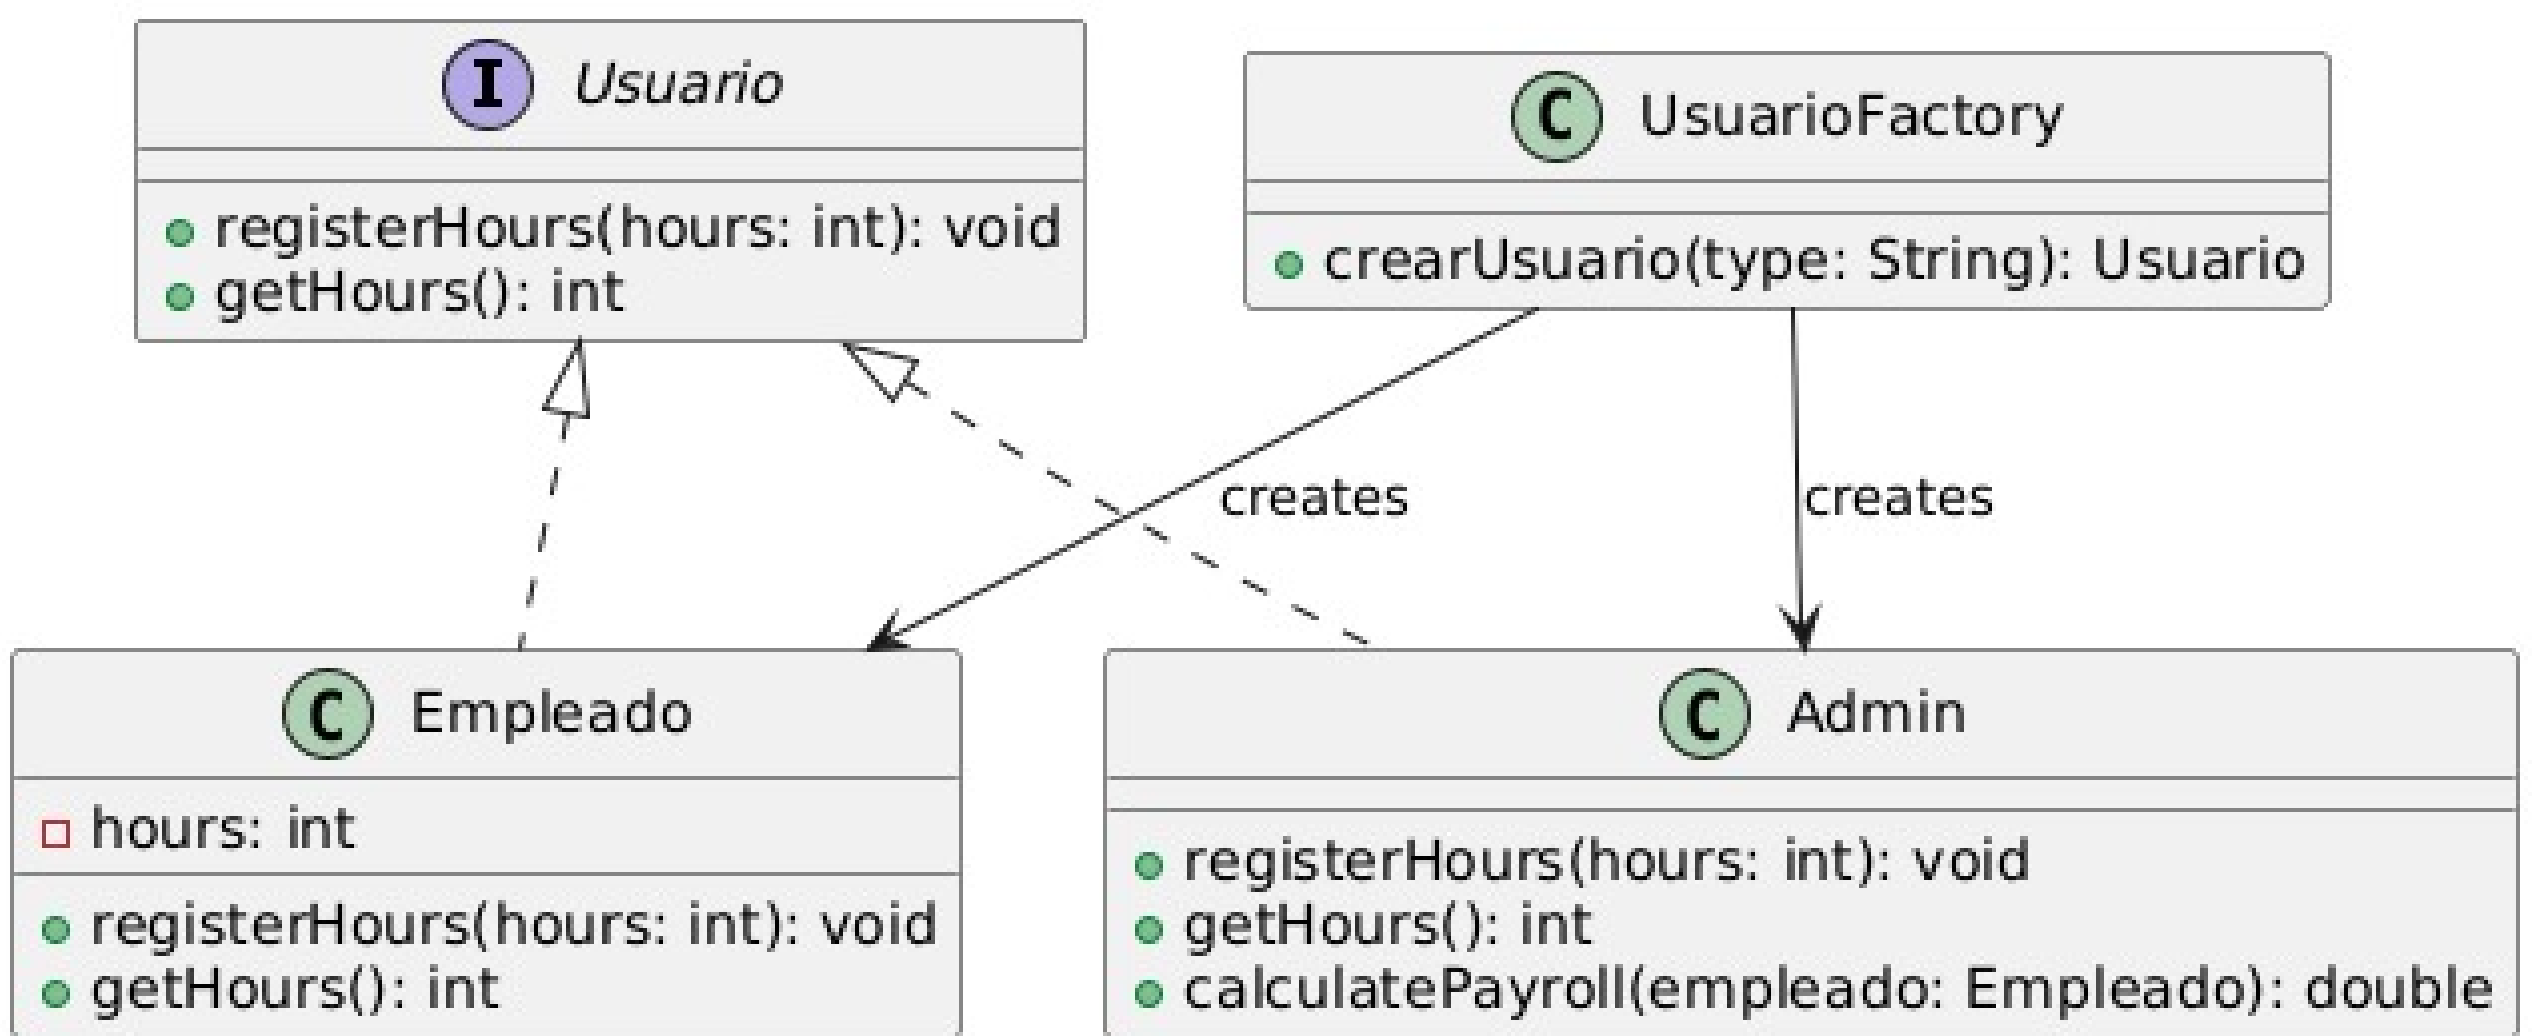 I Usuario
registerHours(hours: int): void
getHours(): int
C UsuarioFactory
crearUsuario(type: String): Usuario
creates
creates
C Empleado
hours: int
registerHours(hours: int): void
getHours(): int
C Admin
registerHours(hours: int): void
getHours(): int
calculatePayroll(empleado: Empleado): double